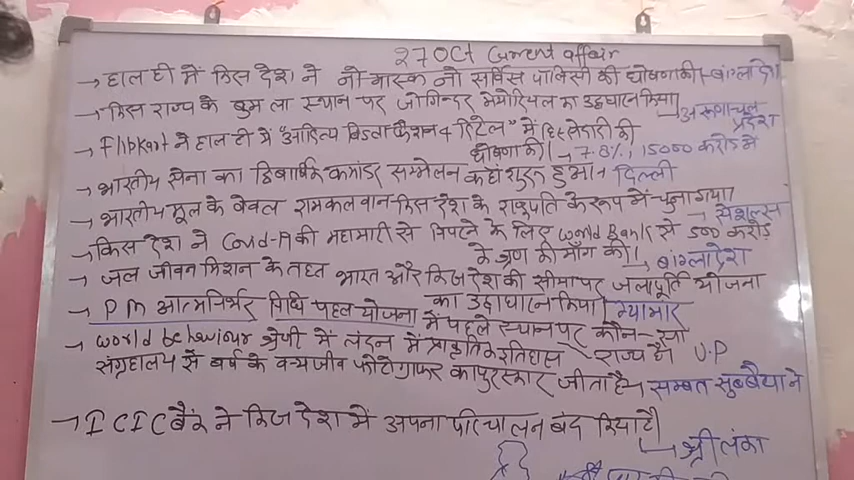 27 Oct Current affair
→ हाल ही में किस देश ने नो मास्क नो सर्विस पॉलिसी की घोषणा की।- बांग्लादेश
→ किस राज्य के बुम ला स्थान पर जोगिन्दर मेमोरियल का उद्घाटन किया। → अरुणाचल प्रदेश
→ Flipkart ने हाल ही में "आदित्य बिडला फैशन & रिटेल" में हिस्सेदारी की
घोषणा की। → 7.8% । 15000 करोड में
→ भारतीय सेना का द्विवार्षिक कमांडर सम्मेलन कहाँ शुरू हुआ → दिल्ली
→ भारतीय मूल के वेवल रामकलवान किस देश के राष्ट्रपति के रूप में चुना गया।
→ सेशल्स
→ किस देश ने Covid-19 की महामारी से निपटने के लिए World Bank से 500 करोड़
के ऋण की माँग की। → बांग्लादेश
→ जल जीवन मिशन के तहत भारत और किस देश की सीमा पर जलापूर्ति योजना
का उद्घाघाटन किया। म्यांमार
→ PM आत्मनिर्भर निधि पहल योजना में पहले स्थान पर कौन-सा
राज्य है। U.P
→ World behaviour श्रेणी में लंदन में प्राकृतिक इतिहास
संग्रहालय से वर्ष के वन्यजीव फोटोग्राफर का पुरस्कार जीता है → सम्बत सुब्बैया ने
→ ICIC बैंक ने किस देश में अपना परिचालन बंद किया है।
→ श्री लंका